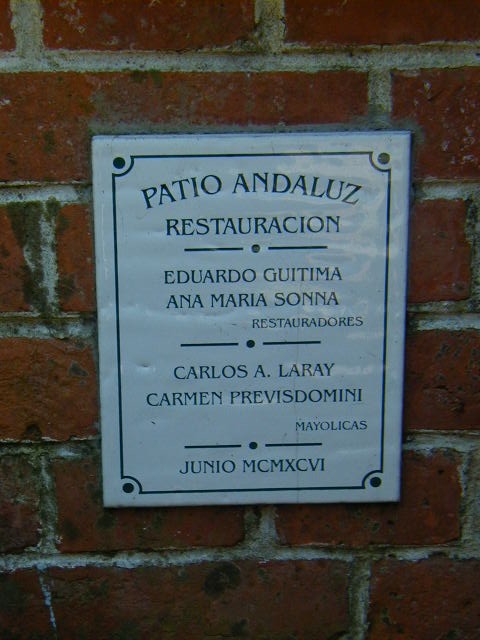 PATIO ANDALUZ
RESTAURACION
EDUARDO GUITIMA
ANA MARIA SONNA
RESTAURADORES
CARLOS A. LARAY
CARMEN PREVISDOMINI
MAYOLICAS
JUNIO MCMXCVI